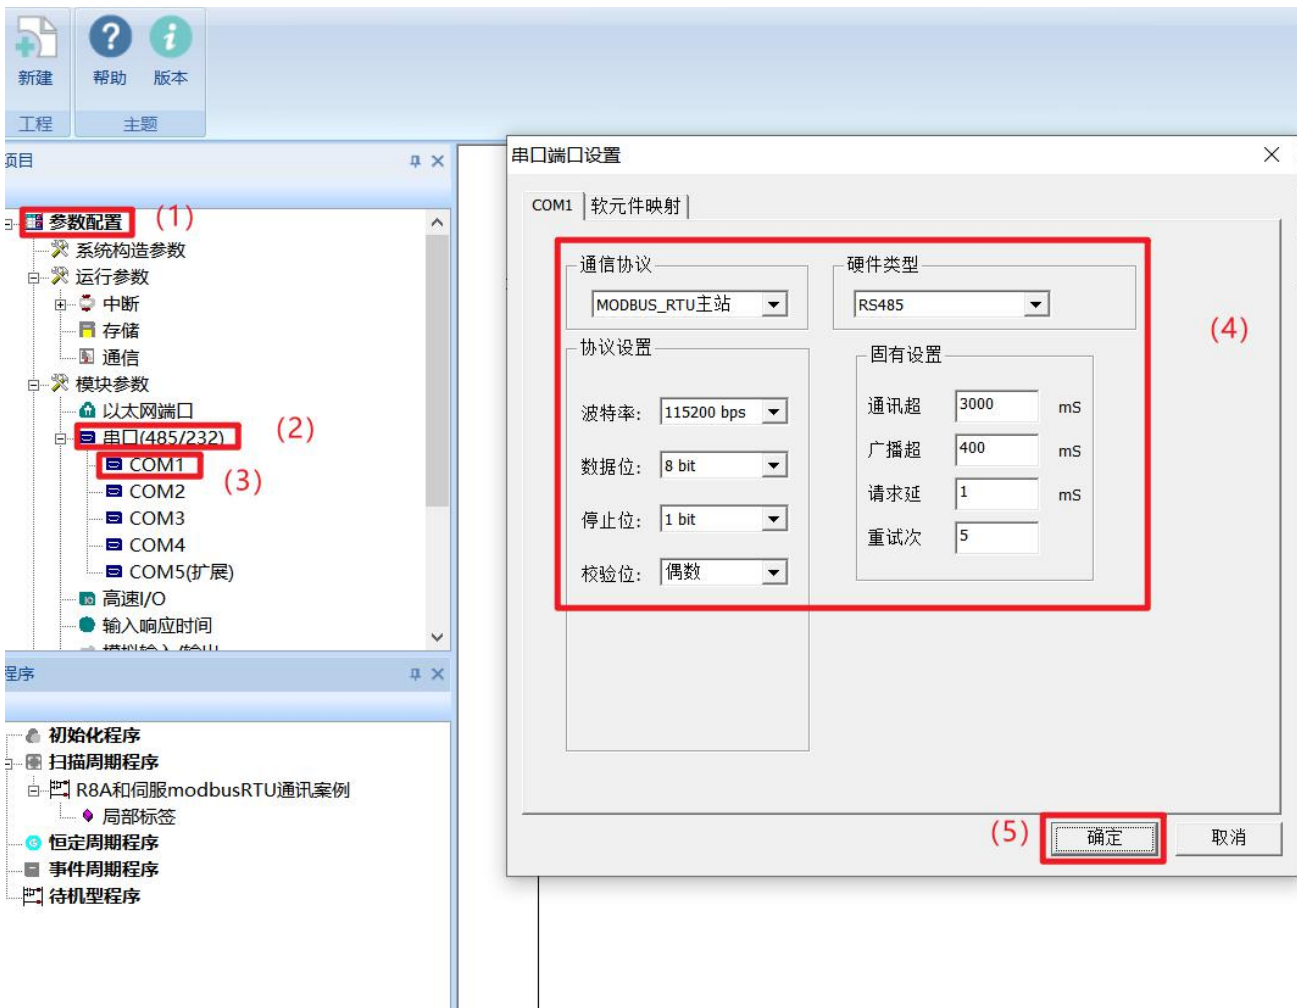 新建
帮助
版本
工程
主题
项目
参数配置
(1)
系统构造参数
运行参数
中断
存储
通信
模块参数
以太网端口
串口(485/232)
(2)
COM1
(3)
COM2
COM3
COM4
COM5(扩展)
高速I/O
输入响应时间
模拟输入/输出
程序
初始化程序
扫描周期程序
R8A和伺服modbusRTU通讯案例
局部标签
恒定周期程序
事件周期程序
待机型程序
串口端口设置
COM1
软元件映射
通信协议
MODBUS_RTU主站
硬件类型
RS485
(4)
协议设置
波特率:
115200 bps
数据位:
8 bit
停止位:
1 bit
校验位:
偶数
固有设置
通讯超
3000
mS
广播超
400
mS
请求延
1
mS
重试次
5
(5)
确定
取消